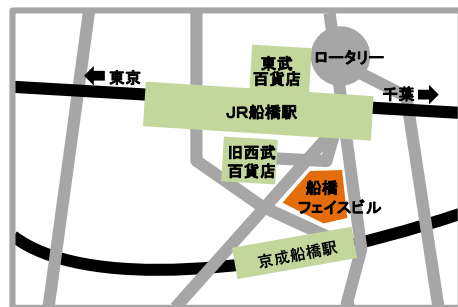 ロータリー
東武
百貨店
東京
千葉
JR船橋駅
旧西武
百貨店
船橋
フェイスビル
京成船橋駅